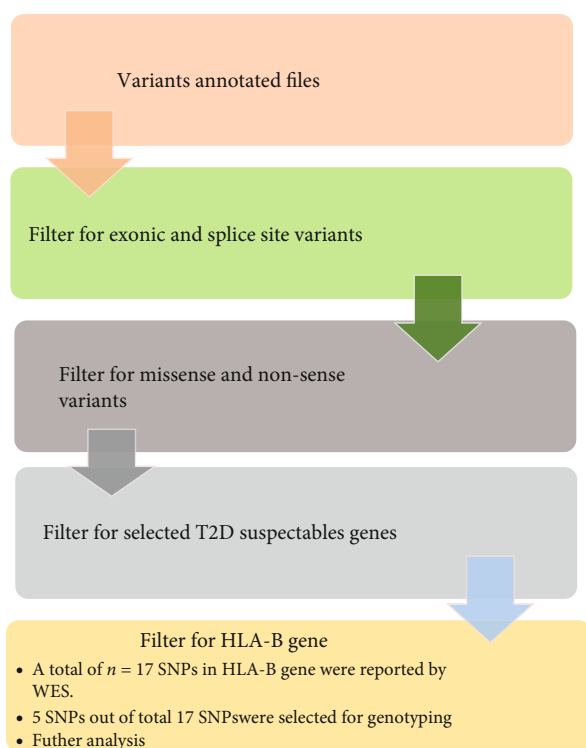 Variants annotated files
Filter for exonic and splice site variants
Filter for missense and non-sense
variants
Filter for selected T2D suspectables genes
Filter for HLA-B gene
• A total of n = 17 SNPs in HLA-B gene were reported by
WES.
• 5 SNPs out of total 17 SNPswere selected for genotyping
• Futher analysis